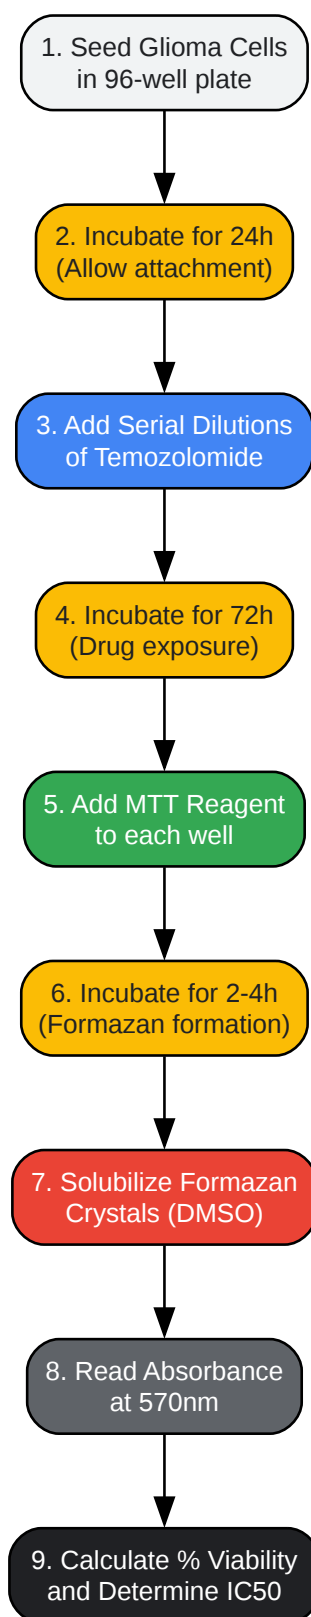 1. Seed Glioma Cells
in 96-well plate
2. Incubate for 24h
(Allow attachment)
3. Add Serial Dilutions
of Temozolomide
4. Incubate for 72h
(Drug exposure)
5. Add MTT Reagent
to each well
6. Incubate for 2-4h
(Formazan formation)
7. Solubilize Formazan
Crystals (DMSO)
8. Read Absorbance
at 570nm
9. Calculate % Viability
and Determine IC50